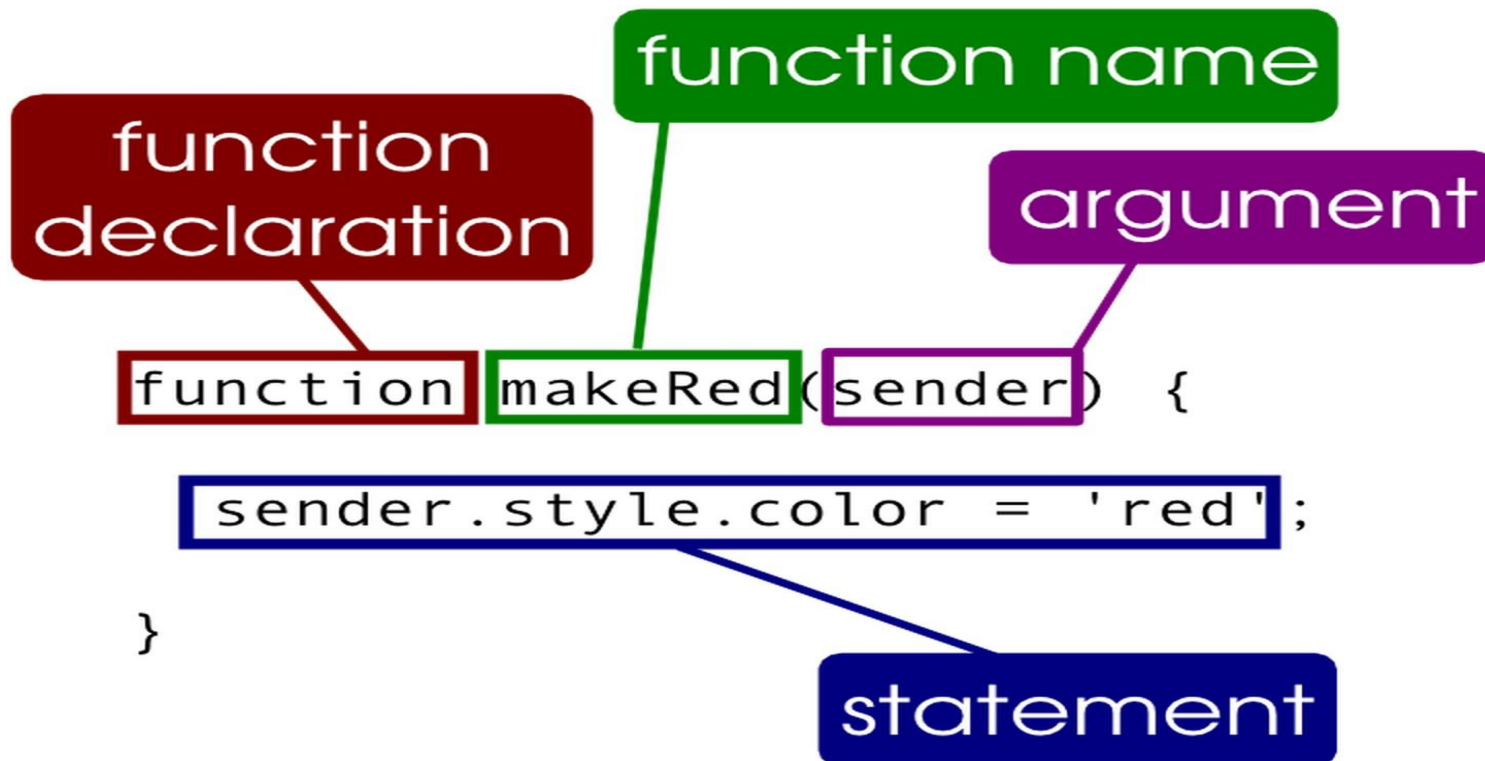 function name
function
declaration
argument
function makeRed(sender) {
sender.style.color = 'red';
}
statement